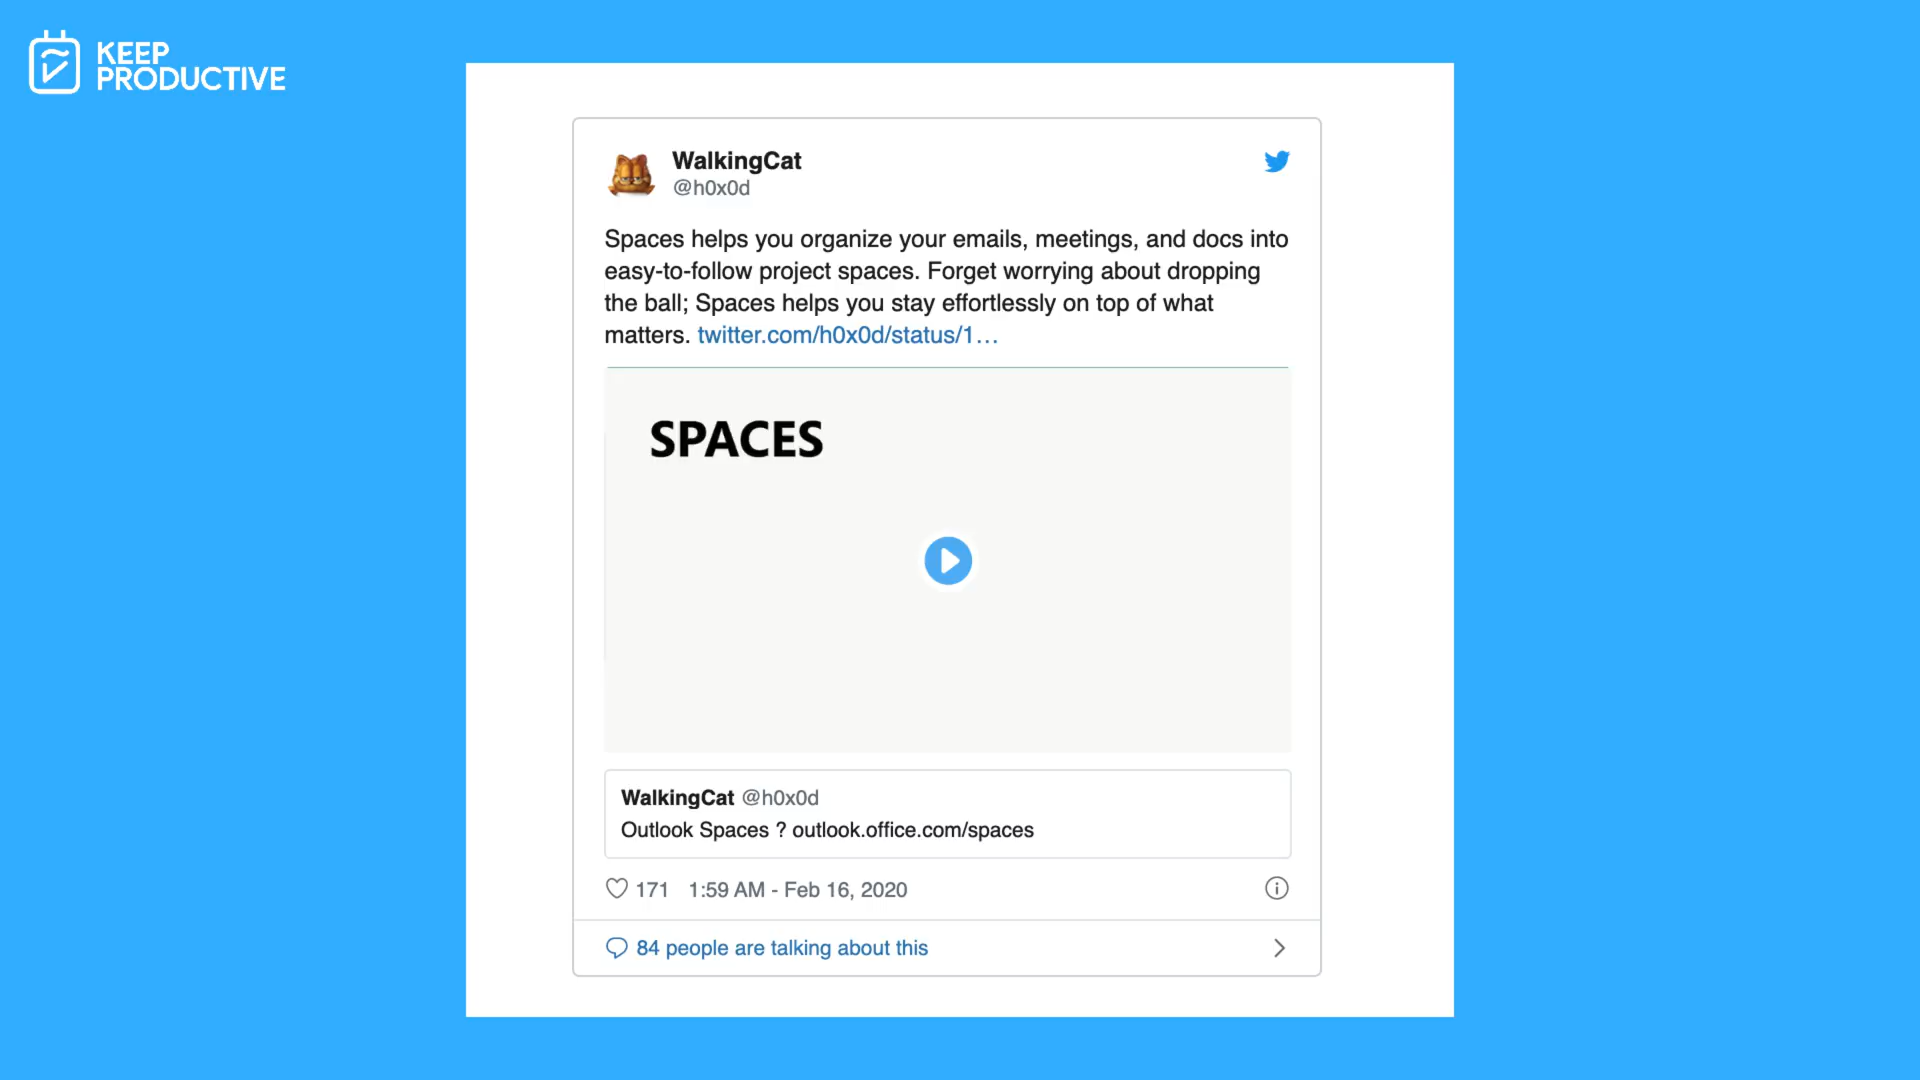 KEEP
PRODUCTIVE
WalkingCat
@h0x0d
Spaces helps you organize your emails, meetings, and docs into
easy-to-follow project spaces. Forget worrying about dropping
the ball; Spaces helps you stay effortlessly on top of what
matters. twitter.com/h0x0d/status/1…
SPACES
WalkingCat @h0x0d
Outlook Spaces ? outlook.office.com/spaces
171 1:59 AM - Feb 16, 2020
84 people are talking about this